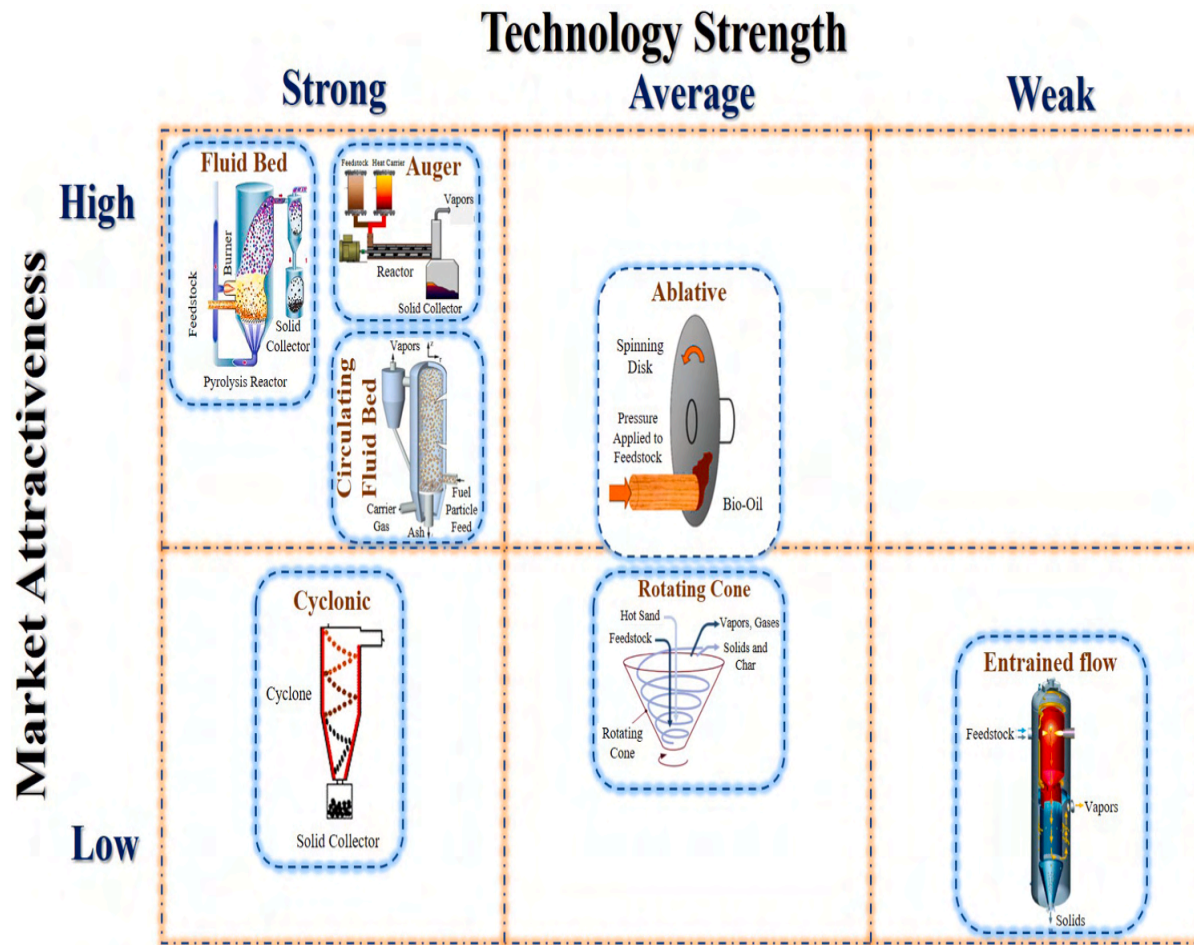 Technology Strength
Strong
Average
Weak
Market Attractiveness
High
Low
Fluid Bed
Burner
Feedstock
Solid
Collector
Pyrolysis Reactor
Auger
Feedstock
Heat Carrier
Vapors
Reactor
Solid Collector
Circulating
Fluid Bed
Vapors
z
r
Carrier
Gas
Ash
Fuel
Particle
Feed
Ablative
Spinning
Disk
Pressure
Applied to
Feedstock
Bio-Oil
Cyclonic
Cyclone
Solid Collector
Rotating Cone
Hot Sand
Feedstock
Vapors, Gases
Solids and
Char
Rotating
Cone
Entrained flow
Feedstock
Vapors
Solids